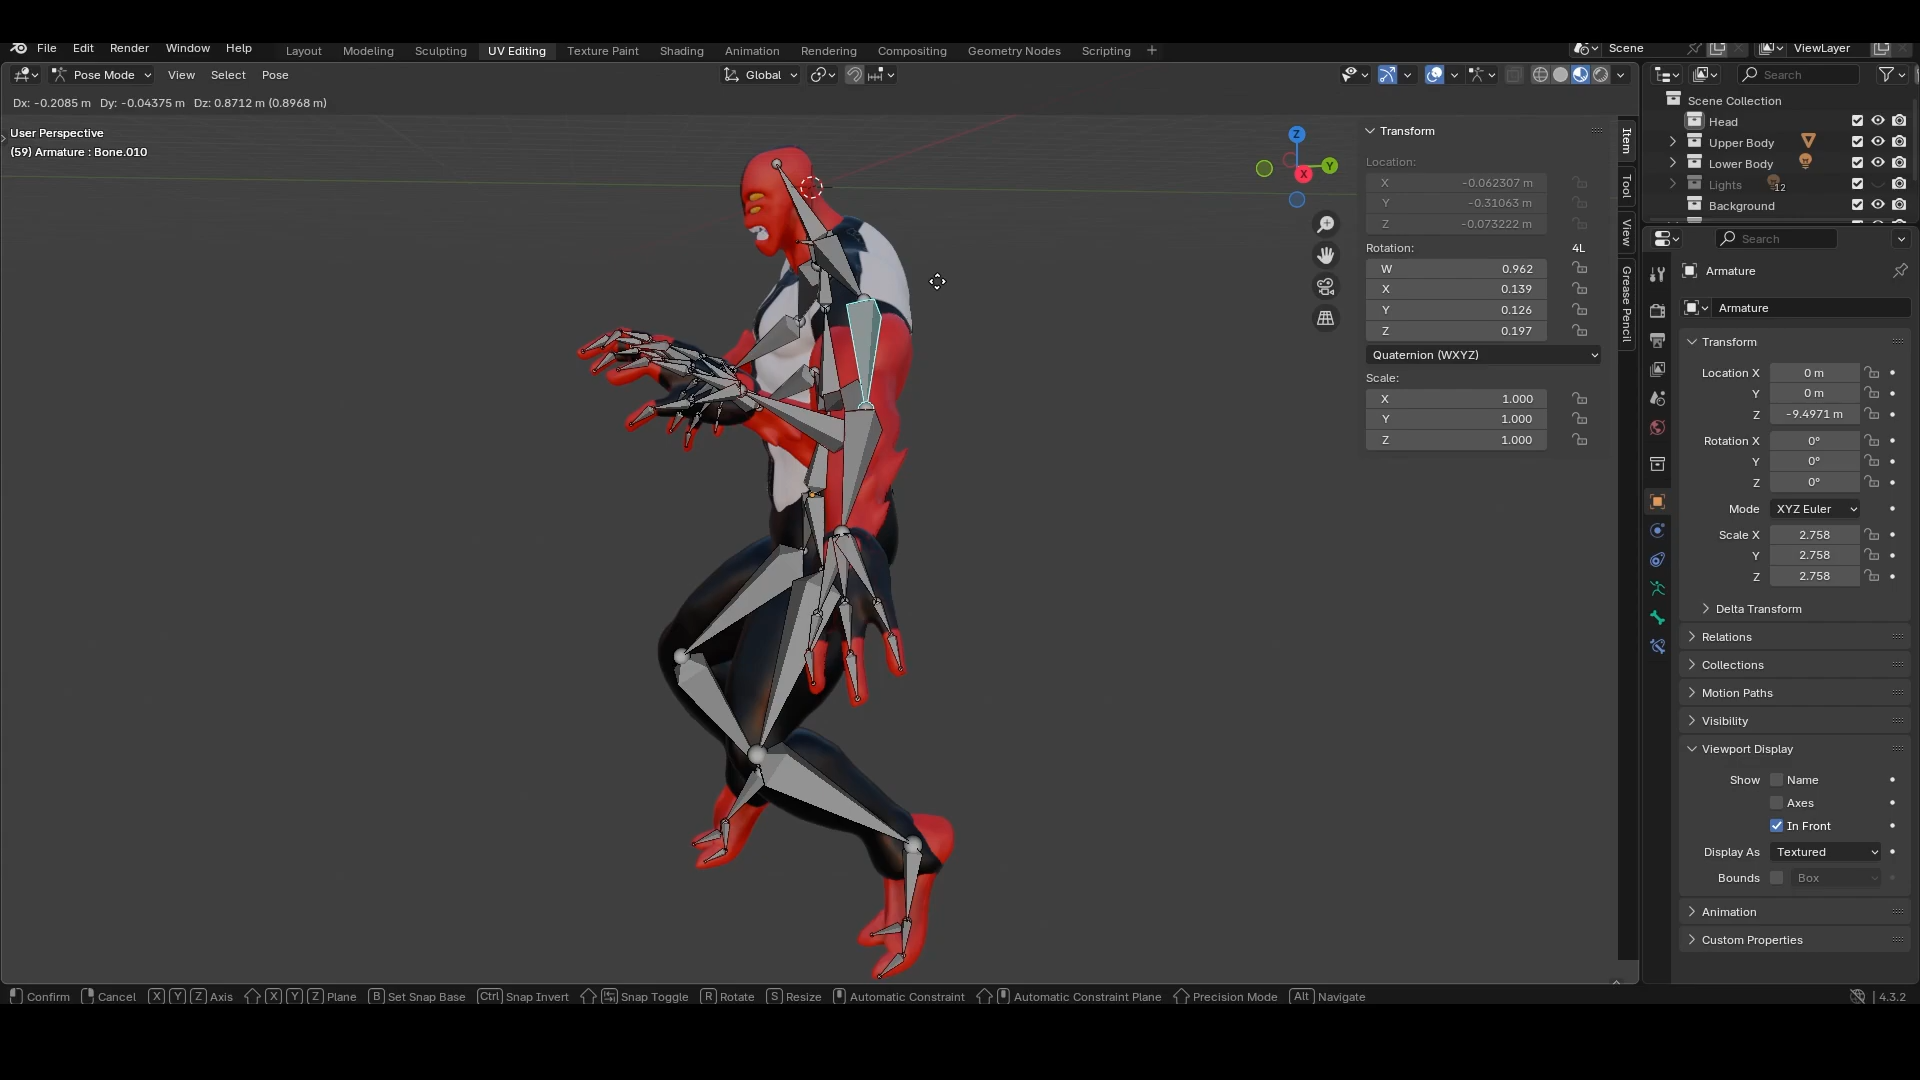 File Edit Render Window Help Layout Modeling Sculpting UV Editing Texture Paint Shading Animation Rendering Compositing Geometry Nodes Scripting + Scene ViewLayer
Pose Mode View Select Pose Global Search
Dx: -0.2085 m Dy: -0.04375 m Dz: 0.8712 m (0.8968 m)
User Perspective
(59) Armature : Bone.010
Z
Y
X
Transform
Location:
X -0.062307 m
Y -0.31063 m
Z -0.073222 m
Rotation: 4L
W 0.962
X 0.139
Y 0.126
Z 0.197
Quaternion (WXYZ)
Scale:
X 1.000
Y 1.000
Z 1.000
Item
Tool
View
Grease Pencil
Scene Collection
Head
Upper Body
Lower Body
Lights 12
Background
Search
Armature
Armature
Transform
Location X 0 m
Y 0 m
Z -9.4971 m
Rotation X 0°
Y 0°
Z 0°
Mode XYZ Euler
Scale X 2.758
Y 2.758
Z 2.758
Delta Transform
Relations
Collections
Motion Paths
Visibility
Viewport Display
Show Name
Axes
In Front
Display As Textured
Bounds Box
Animation
Custom Properties
Confirm Cancel X Y Z Axis X Y Z Plane B Set Snap Base Ctrl Snap Invert Snap Toggle R Rotate S Resize Automatic Constraint Automatic Constraint Plane Precision Mode Alt Navigate 4.3.2